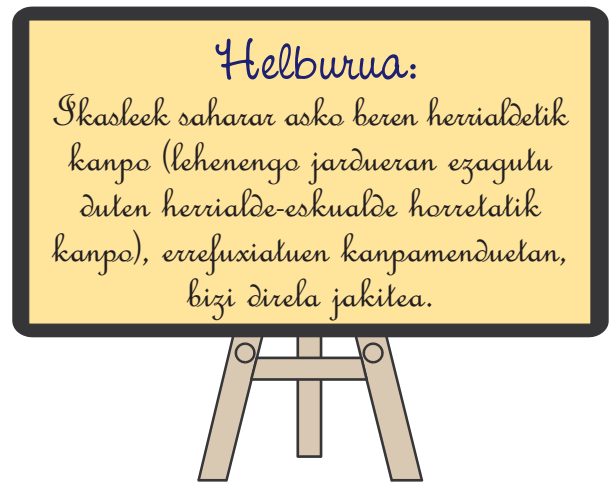 Helburua:
Ikasleek saharar asko beren herrialdetik
kanpo (lehenengo jardueran ezagutu
duten herrialde-eskualde horretatik
kanpo), errefuxiatuen kanpamenduetan,
bizi direla jakitea.